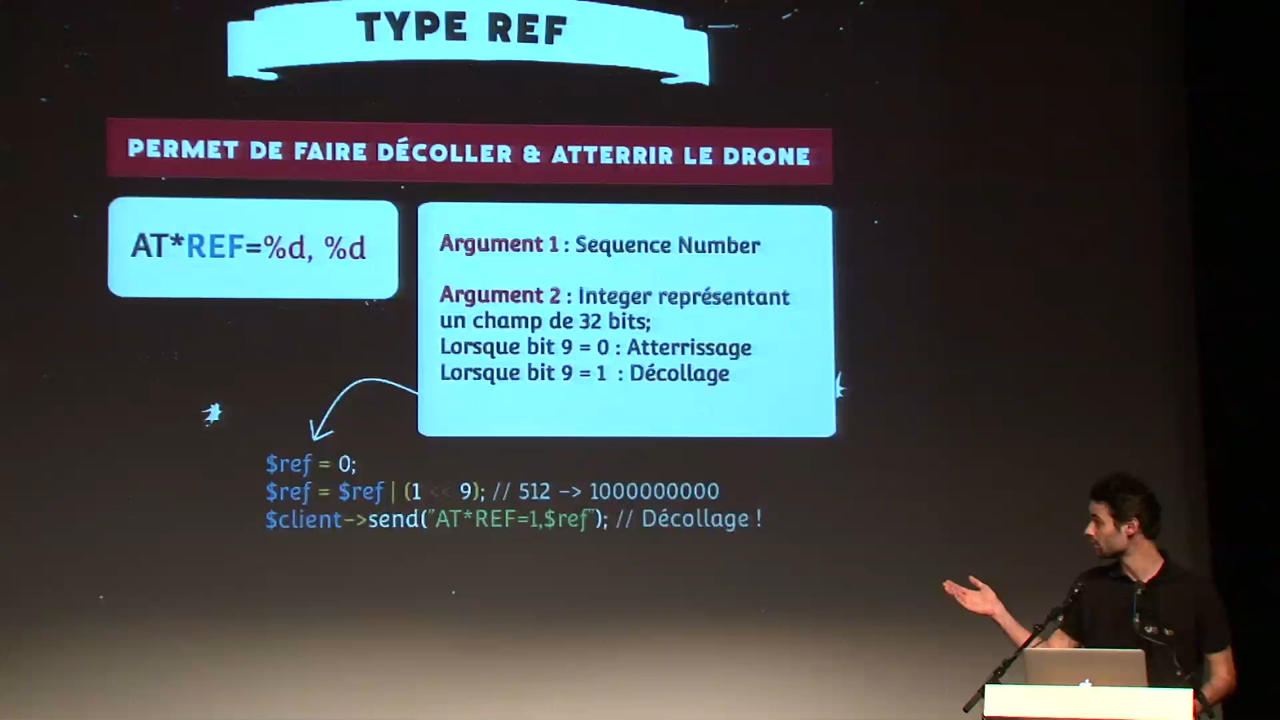 TYPE REF
PERMET DE FAIRE DÉCOLLER & ATTERRIR LE DRONE
AT*REF=%d, %d
Argument 1 : Sequence Number
Argument 2 : Integer représentant
un champ de 32 bits;
Lorsque bit 9 = 0 : Atterrissage
Lorsque bit 9 = 1 : Décollage
$ref = 0;
$ref = $ref | (1 << 9); // 512 -> 1000000000
$client->send("AT*REF=1,$ref"); // Décollage !